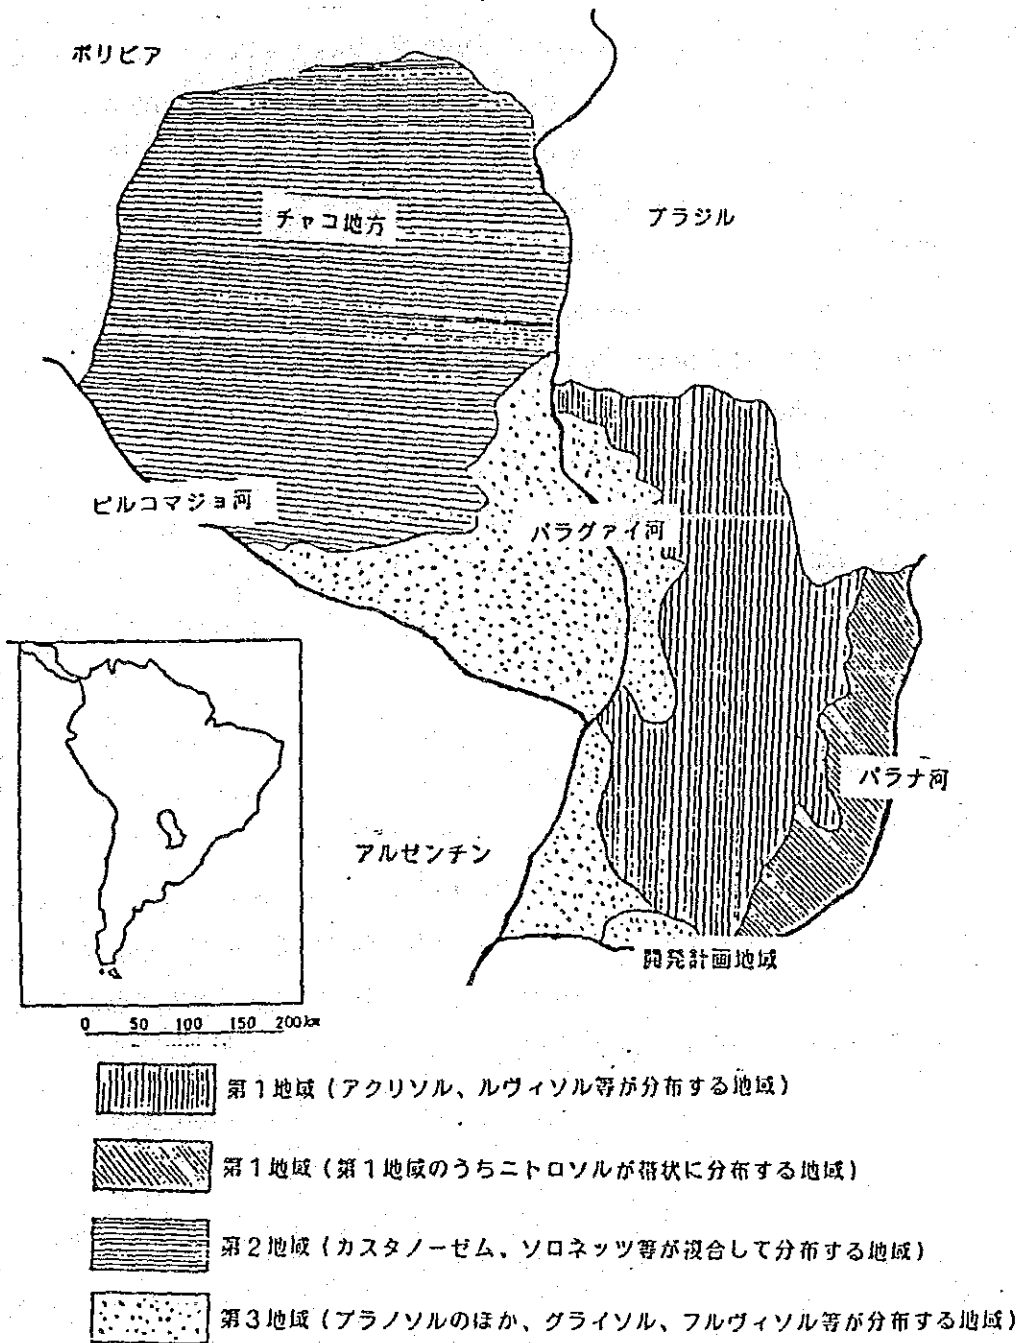 ボリビア
チャコ地方
ブラジル
ピルコマジョ河
パラグァイ河
パラナ河
アルゼンチン
開発計画地域
0 50 100 150 200km
第1地域(アクリソル、ルヴィソル等が分布する地域)
第1地域(第1地域のうちニトロソルが帯状に分布する地域)
第2地域(カスタノーゼム、ソロネッツ等が複合して分布する地域)
第3地域(プラノソルのほか、グライソル、フルヴィソル等が分布する地域)